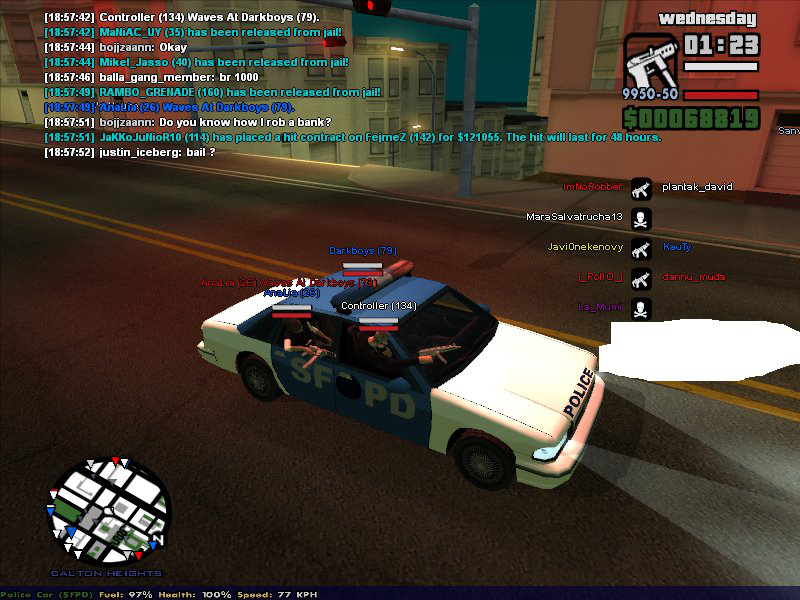 [18:57:42] Controller (134) Waves At Darkboys (79).
[18:57:42] MaNiAC_UY (35) has been released from jail!
[18:57:44] bojjzaann: Okay
[18:57:44] Mikel_Jasso (40) has been released from jail!
[18:57:46] balla_gang_member: br 1000
[18:57:49] RAMBO_GRENADE (160) has been released from jail!
[18:57:49] AnaLia (26) Waves At Darkboys (79).
[18:57:51] bojjzaann: Do you know how I rob a bank?
[18:57:51] JaKKoJuNioR10 (114) has placed a hit contract on FejmeZ (142) for $121055. The hit will last for 48 hours.
[18:57:52] justin_iceberg: bail ?
wednesday
01:23
9950-50
$00068819
Sanv
ImNoRobber plantak_david
MaraSalvatrucha13
Javi0nekenovy KauTy
[_PollO_] dannu_muda
La_Mumi
Darkboys (79)
AnaLia (26) Waves At Darkboys (79).
AnaLia (26)
Controller (134)
SFPD
POLICE
N
CALTON HEIGHTS
Police Car (SFPD) Fuel: 97% Health: 100% Speed: 77 KPH